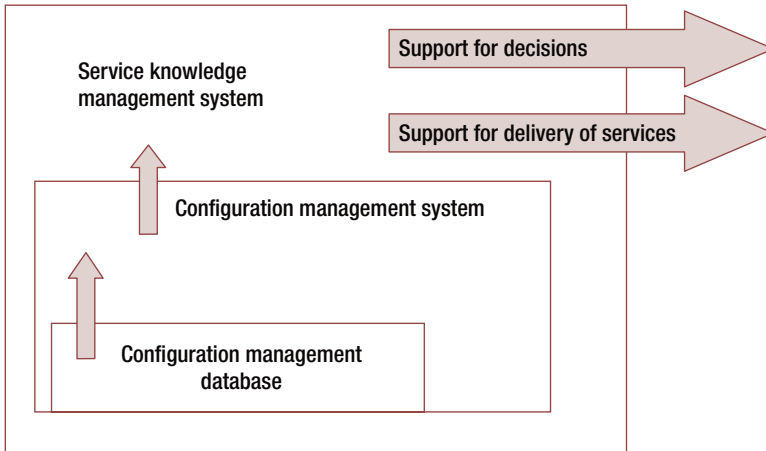 Support for decisions
Service knowledge
management system
Support for delivery of services
Configuration management system
Configuration management
database